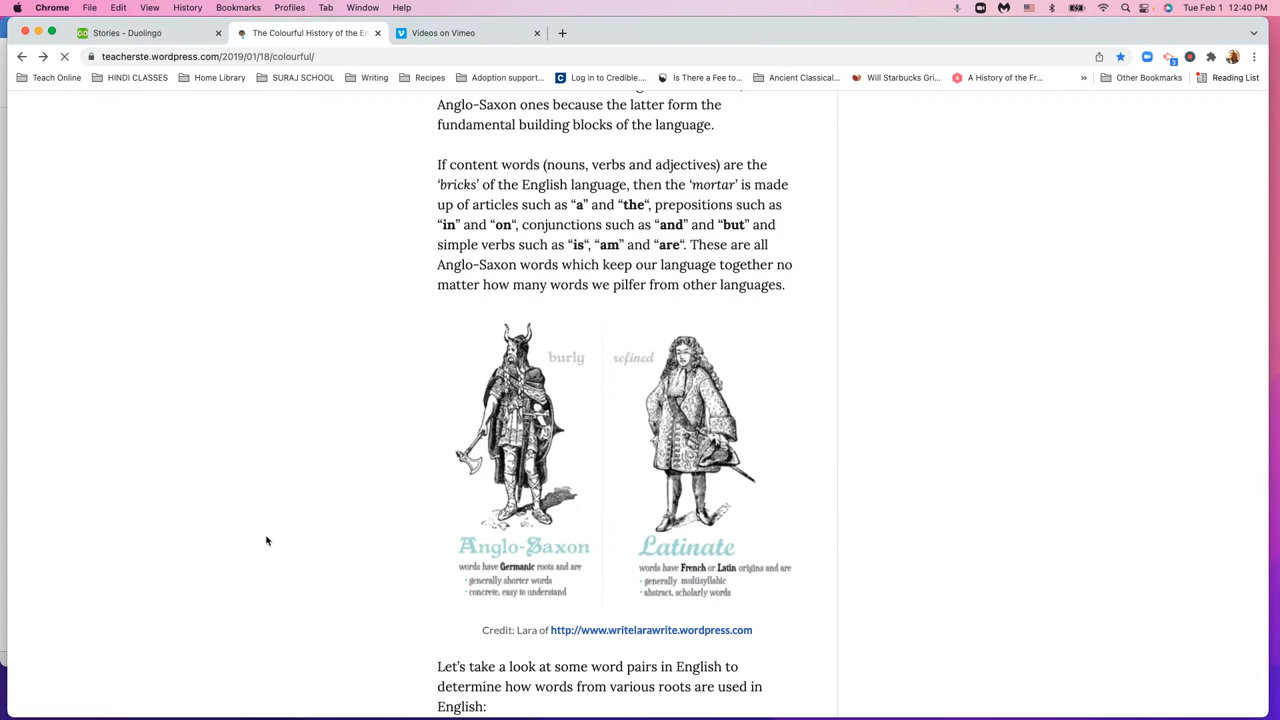 Chrome File Edit View History Bookmarks Profiles Tab Window Help Tue Feb 1 12:40 PM
Stories - Duolingo The Colourful History of the En Videos on Vimeo
teacherste.wordpress.com/2019/01/18/colourful/
Teach Online HINDI CLASSES Home Library SURAJ SCHOOL Writing Recipes Adoption support... Log in to Credible.... Is There a Fee to... Ancient Classical... Will Starbucks Gri... A History of the Fr... » Other Bookmarks Reading List
Anglo-Saxon ones because the latter form the
fundamental building blocks of the language.
If content words (nouns, verbs and adjectives) are the
‘bricks’ of the English language, then the ‘mortar’ is made
up of articles such as “a” and “the“, prepositions such as
“in” and “on“, conjunctions such as “and” and “but” and
simple verbs such as “is“, “am” and “are“. These are all
Anglo-Saxon words which keep our language together no
matter how many words we pilfer from other languages.
burly
Anglo-Saxon
words have Germanic roots and are
· generally shorter words
· concrete, easy to understand
refined
Latinate
words have French or Latin origins and are
· generally multisyllabic
· abstract, scholarly words
Credit: Lara of http://www.writelarawrite.wordpress.com
Let’s take a look at some word pairs in English to
determine how words from various roots are used in
English: